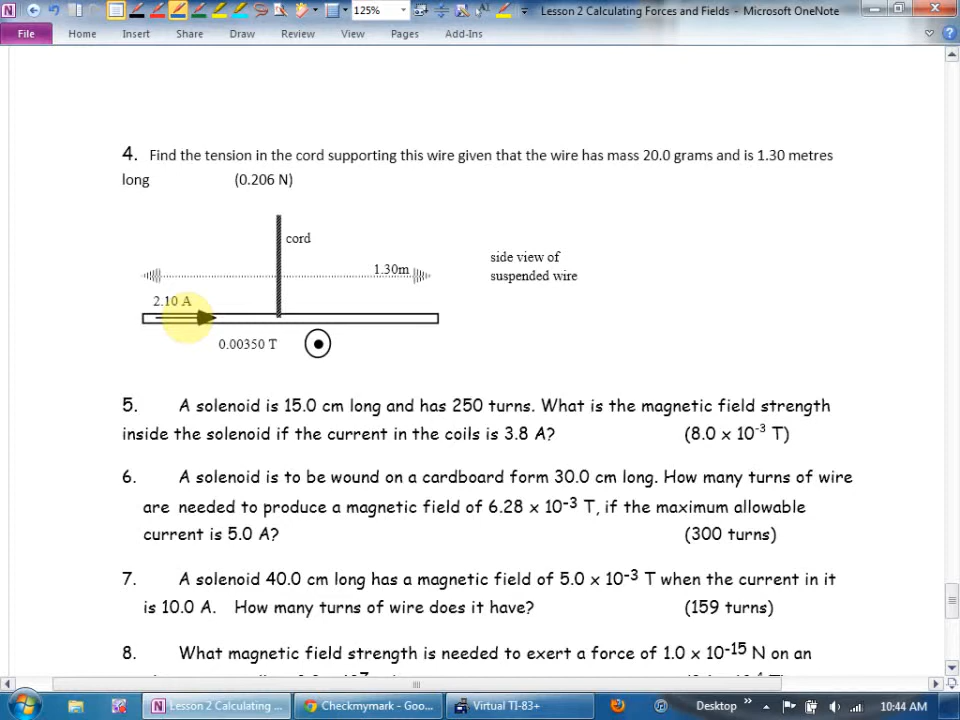 125%
Lesson 2 Calculating Forces and Fields - Microsoft OneNote
File Home Insert Share Draw Review View Pages Add-Ins
4. Find the tension in the cord supporting this wire given that the wire has mass 20.0 grams and is 1.30 metres
long (0.206 N)
cord
1.30m
side view of
suspended wire
2.10 A
0.00350 T
5. A solenoid is 15.0 cm long and has 250 turns. What is the magnetic field strength
inside the solenoid if the current in the coils is 3.8 A? (8.0 x 10⁻³ T)
6. A solenoid is to be wound on a cardboard form 30.0 cm long. How many turns of wire
are needed to produce a magnetic field of 6.28 x 10⁻³ T, if the maximum allowable
current is 5.0 A? (300 turns)
7. A solenoid 40.0 cm long has a magnetic field of 5.0 x 10⁻³ T when the current in it
is 10.0 A. How many turns of wire does it have? (159 turns)
8. What magnetic field strength is needed to exert a force of 1.0 x 10⁻¹⁵ N on an
Lesson 2 Calculating ... Checkmymark - Goo... Virtual TI-83+ Desktop 10:44 AM